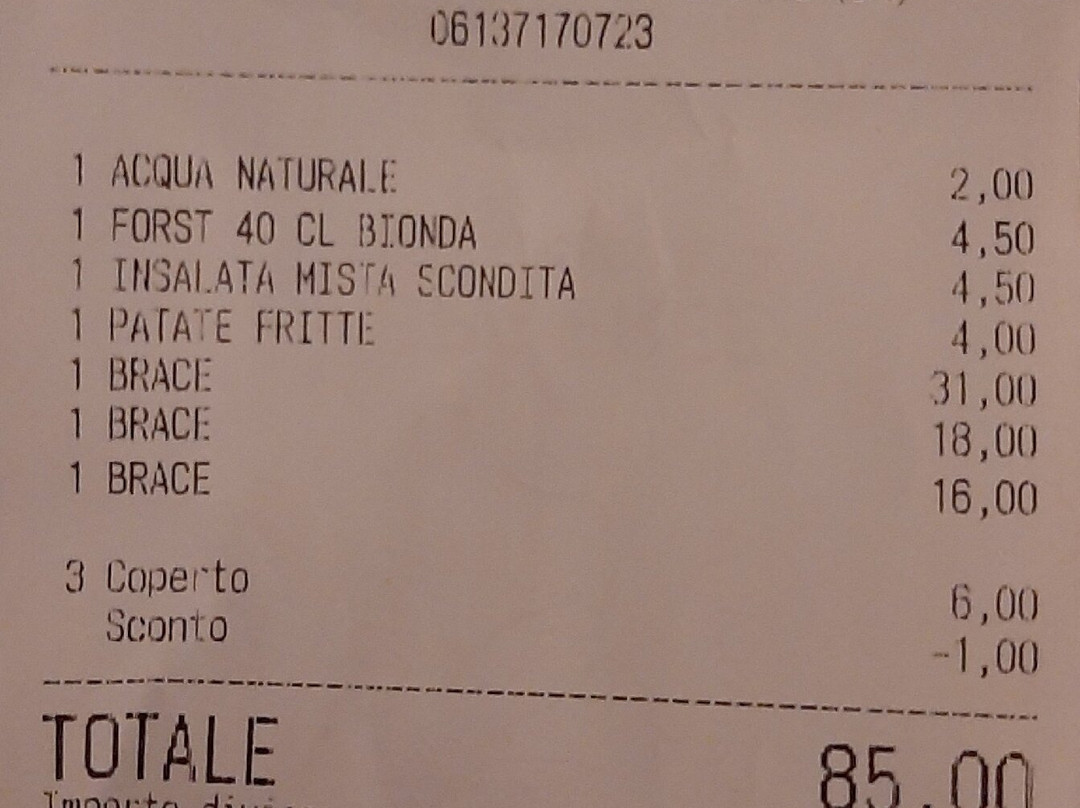 06137170723
1 ACQUA NATURALE 2,00
1 FORST 40 CL BIONDA 4,50
1 INSALATA MISTA SCONDITA 4,50
1 PATATE FRITTE 4,00
1 BRACE 31,00
1 BRACE 18,00
1 BRACE 16,00
3 Coperto 6,00
Sconto -1,00
TOTALE 85,00
Importo